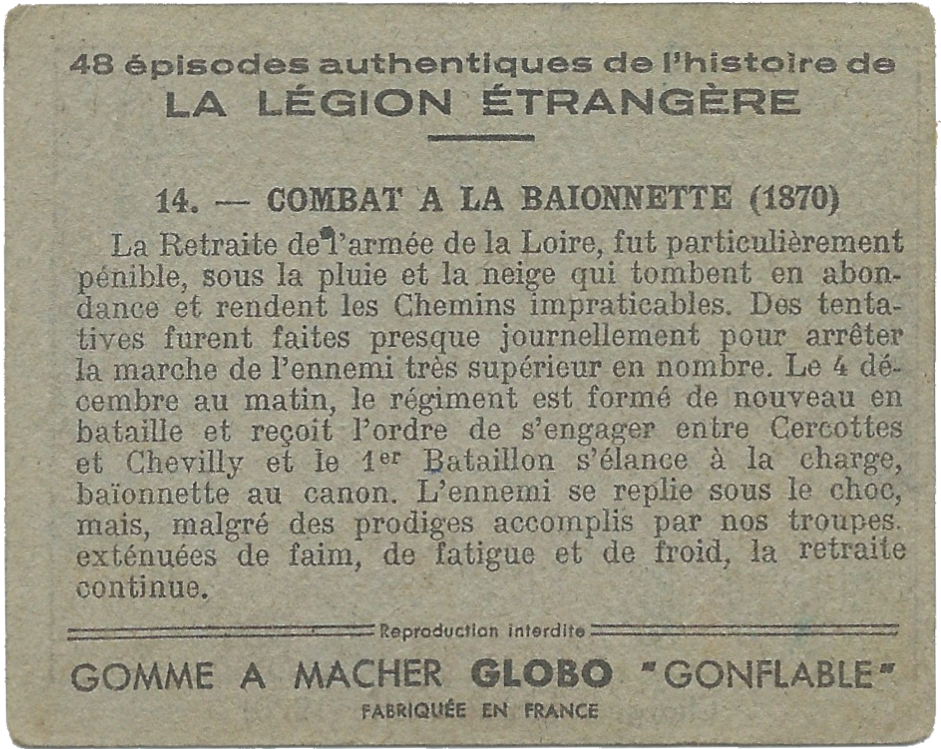 48 épisodes authentiques de l'histoire de
LA LÉGION ÉTRANGÈRE
14. — COMBAT A LA BAIONNETTE (1870)
La Retraite de l'armée de la Loire, fut particulièrement
pénible, sous la pluie et la neige qui tombent en abon-
dance et rendent les Chemins impraticables. Des tenta-
tives furent faites presque journellement pour arrêter
la marche de l'ennemi très supérieur en nombre. Le 4 dé-
cembre au matin, le régiment est formé de nouveau en
bataille et reçoit l'ordre de s'engager entre Cercottes
et Chevilly et le 1er Bataillon s'élance à la charge,
baïonnette au canon. L'ennemi se replie sous le choc,
mais, malgré des prodiges accomplis par nos troupes.
exténuées de faim, de fatigue et de froid, la retraite
continue.
Reproduction interdite
GOMME A MACHER GLOBO "GONFLABLE"
FABRIQUÉE EN FRANCE